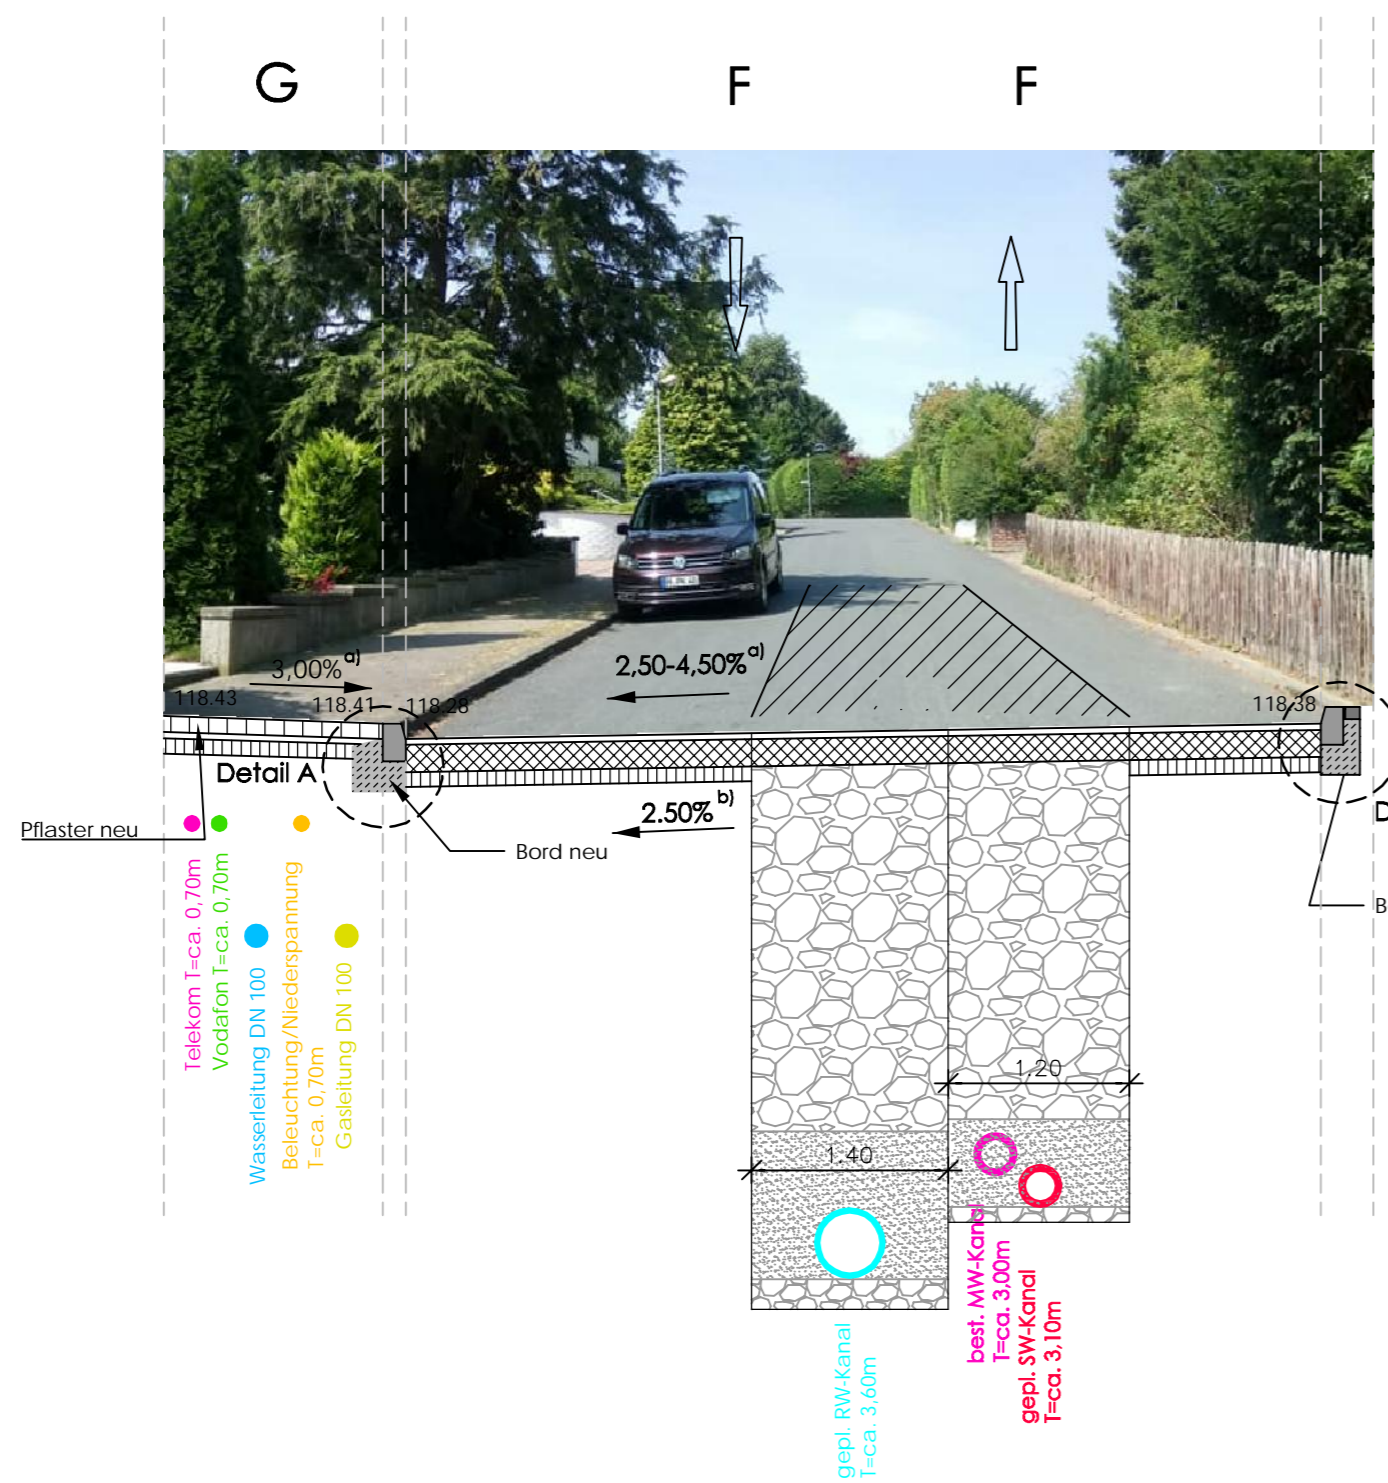 G F F
3,00% a)
2,50-4,50% a)
118.43
118.41
118.28
118.38
Detail A
D
2.50% b)
Pflaster neu
Bord neu
B
Telekom T=ca. 0,70m
Vodafon T=ca. 0,70m
Wasserleitung DN 100
Beleuchtung/Niederspannung
T=ca. 0,70m
Gasleitung DN 100
1.20
1.40
best. MW-Kanal
T=ca. 3,00m
gepl. SW-Kanal
T=ca. 3,10m
gepl. RW-Kanal
T=ca. 3,60m